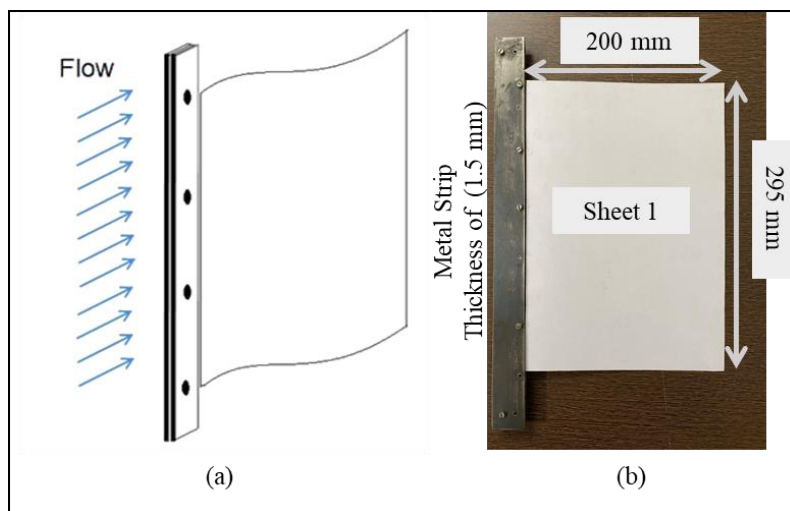 Flow
(a)
Metal Strip
Thickness of (1.5 mm)
200 mm
Sheet 1
295 mm
(b)